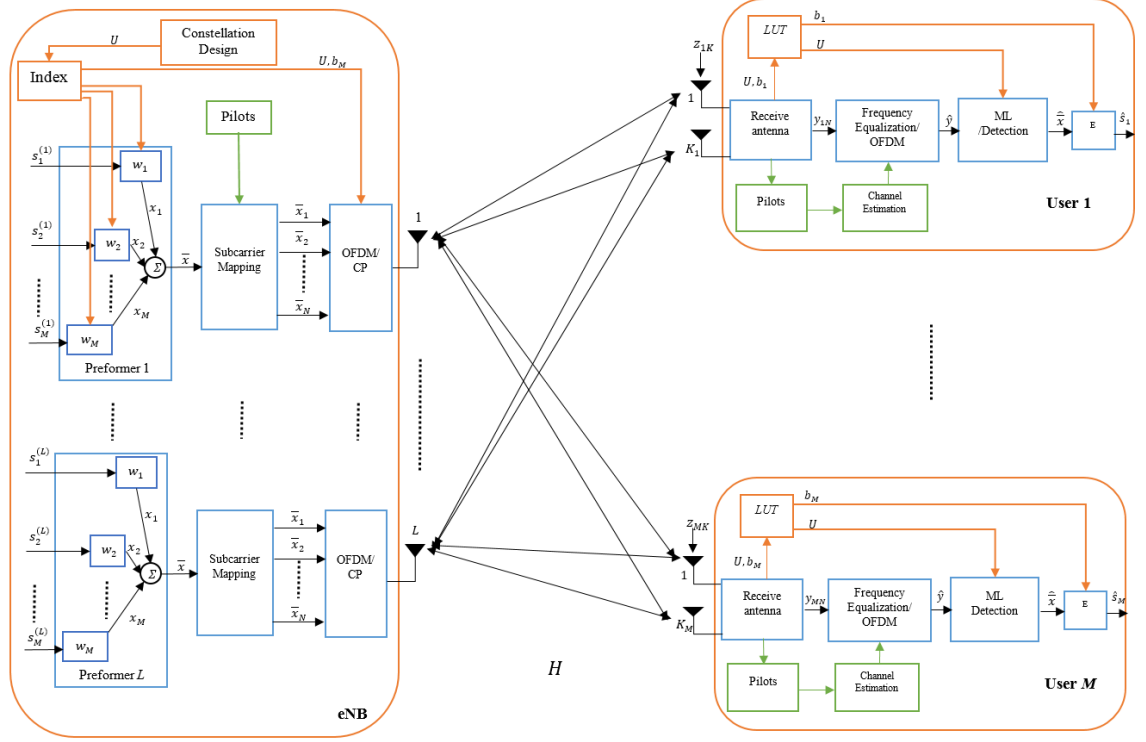 Constellation
Design
U
Index
U, b_M
Pilots
s_1^(1)
w_1
x_1
s_2^(1)
w_2
x_2
Σ
x̅
s_M^(1)
w_M
x_M
Preformer 1
Subcarrier
Mapping
x̅_1
x̅_2
x̅_N
OFDM/
CP
1
s_1^(L)
w_1
x_1
s_2^(L)
w_2
x_2
Σ
x̅
s_M^(L)
w_M
x_M
Preformer L
Subcarrier
Mapping
x̅_1
x̅_2
x̅_N
OFDM/
CP
L
eNB
H
z_1K
1
K_1
LUT
b_1
U
U, b_1
Receive
antenna
y_1N
Frequency
Equalization/
OFDM
ŷ
ML
/Detection
x̅̂
E
ŝ_1
Pilots
Channel
Estimation
User 1
z_MK
1
K_M
LUT
b_M
U
U, b_M
Receive
antenna
y_MN
Frequency
Equalization/
OFDM
ŷ
ML
Detection
x̅̂
E
ŝ_M
Pilots
Channel
Estimation
User M